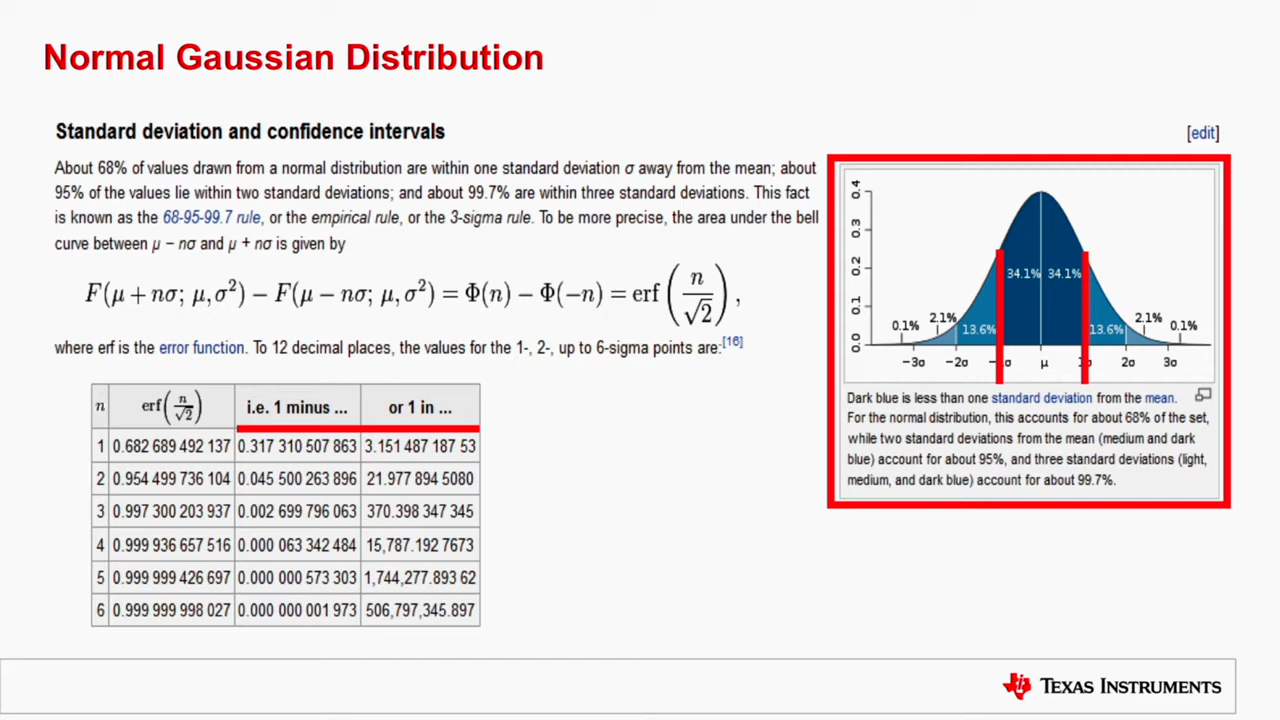 Normal Gaussian Distribution
Standard deviation and confidence intervals
[edit]
About 68% of values drawn from a normal distribution are within one standard deviation σ away from the mean; about
95% of the values lie within two standard deviations; and about 99.7% are within three standard deviations. This fact
is known as the 68-95-99.7 rule, or the empirical rule, or the 3-sigma rule. To be more precise, the area under the bell
curve between μ − nσ and μ + nσ is given by
F(μ + nσ; μ, σ²) − F(μ − nσ; μ, σ²) = Φ(n) − Φ(−n) = erf(n/√2),
where erf is the error function. To 12 decimal places, the values for the 1-, 2-, up to 6-sigma points are:[16]
n erf(n/√2) i.e. 1 minus ... or 1 in ...
1 0.682 689 492 137 0.317 310 507 863 3.151 487 187 53
2 0.954 499 736 104 0.045 500 263 896 21.977 894 5080
3 0.997 300 203 937 0.002 699 796 063 370.398 347 345
4 0.999 936 657 516 0.000 063 342 484 15,787.192 7673
5 0.999 999 426 697 0.000 000 573 303 1,744,277.893 62
6 0.999 999 998 027 0.000 000 001 973 506,797,345.897
0.4
0.3
0.2
0.1
0.0
34.1% 34.1%
0.1% 2.1% 13.6% 13.6% 2.1% 0.1%
−3σ −2σ σ μ σ 2σ 3σ
Dark blue is less than one standard deviation from the mean.
For the normal distribution, this accounts for about 68% of the set,
while two standard deviations from the mean (medium and dark
blue) account for about 95%, and three standard deviations (light,
medium, and dark blue) account for about 99.7%.
TEXAS INSTRUMENTS